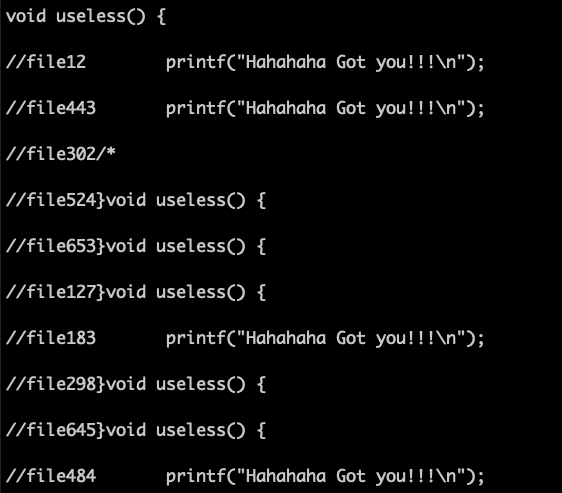 void useless() {
//file12        printf("Hahahaha Got you!!!\n");
//file443       printf("Hahahaha Got you!!!\n");
//file302/*
//file524}void useless() {
//file653}void useless() {
//file127}void useless() {
//file183       printf("Hahahaha Got you!!!\n");
//file298}void useless() {
//file645}void useless() {
//file484       printf("Hahahaha Got you!!!\n");